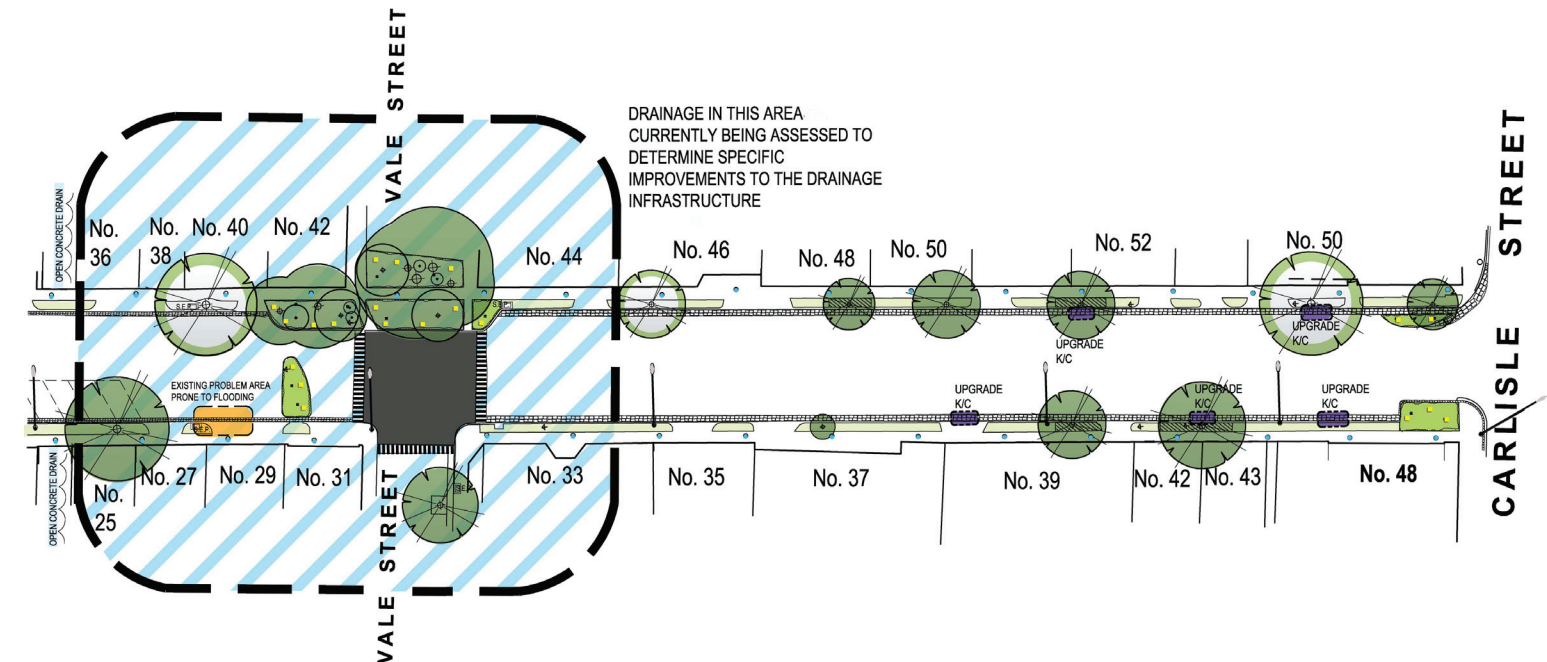 VALE STREET
DRAINAGE IN THIS AREA
CURRENTLY BEING ASSESSED TO
DETERMINE SPECIFIC
IMPROVEMENTS TO THE DRAINAGE
INFRASTRUCTURE
CARLISLE STREET
OPEN CONCRETE DRAIN
No.
36
No.
38
No. 40
No. 42
No. 44
No. 46
No. 48
No. 50
No. 52
No. 50
S.E.P
S.E.P
UPGRADE
K/C
UPGRADE
K/C
EXISTING PROBLEM AREA
PRONE TO FLOODING
S.E.P
UPGRADE
K/C
UPGRADE
K/C
UPGRADE
K/C
OPEN CONCRETE DRAIN
No.
25
No. 27
No. 29
No. 31
No. 33
No. 35
No. 37
No. 39
No. 42
No. 43
No. 48
VALE STREET